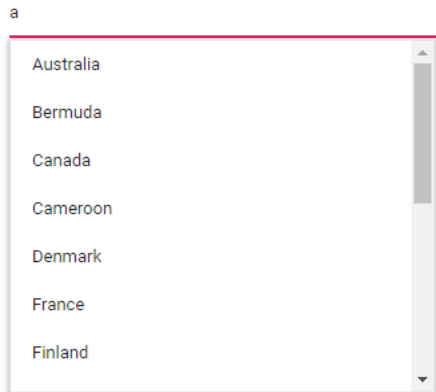 a
Australia
Bermuda
Canada
Cameroon
Denmark
France
Finland